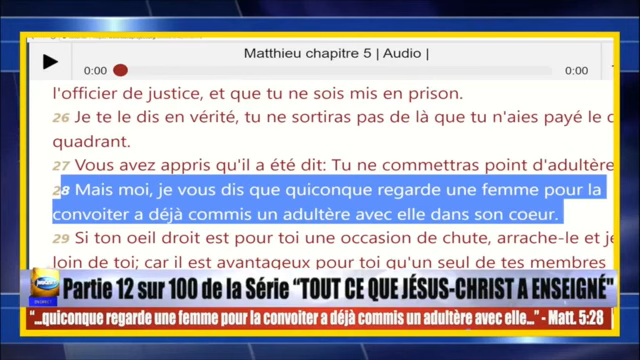 Matthieu chapitre 5 | Audio |
0:00 0:00
l'officier de justice, et que tu ne sois mis en prison.
26 Je te le dis en vérité, tu ne sortiras pas de là que tu n'aies payé le
quadrant.
27 Vous avez appris qu'il a été dit: Tu ne commettras point d'adultère
28 Mais moi, je vous dis que quiconque regarde une femme pour la
convoiter a déjà commis un adultère avec elle dans son coeur.
29 Si ton oeil droit est pour toi une occasion de chute, arrache-le et
loin de toi; car il est avantageux pour toi qu'un seul de tes membres
Partie 12 sur 100 de la Série “TOUT CE QUE JÉSUS-CHRIST A ENSEIGNÉ"
“...quiconque regarde une femme pour la convoiter a déjà commis un adultère avec elle...” - Matt. 5:28